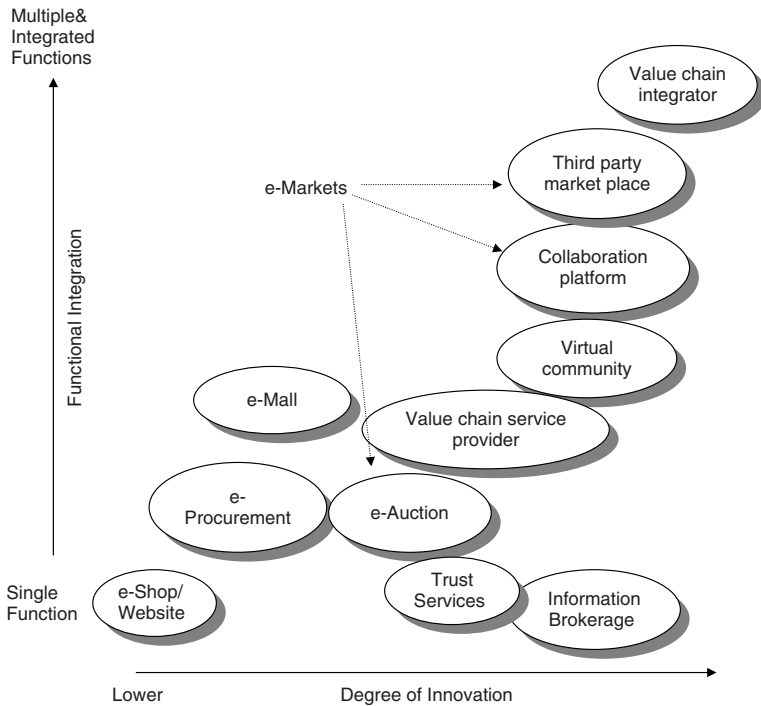 Multiple&
Integrated
Functions
Value chain
integrator
Third party
market place
e-Markets
Collaboration
platform
Functional Integration
Virtual
community
e-Mall
Value chain service
provider
e-
Procurement
e-Auction
Single
Function
e-Shop/
Website
Trust
Services
Information
Brokerage
Lower
Degree of Innovation